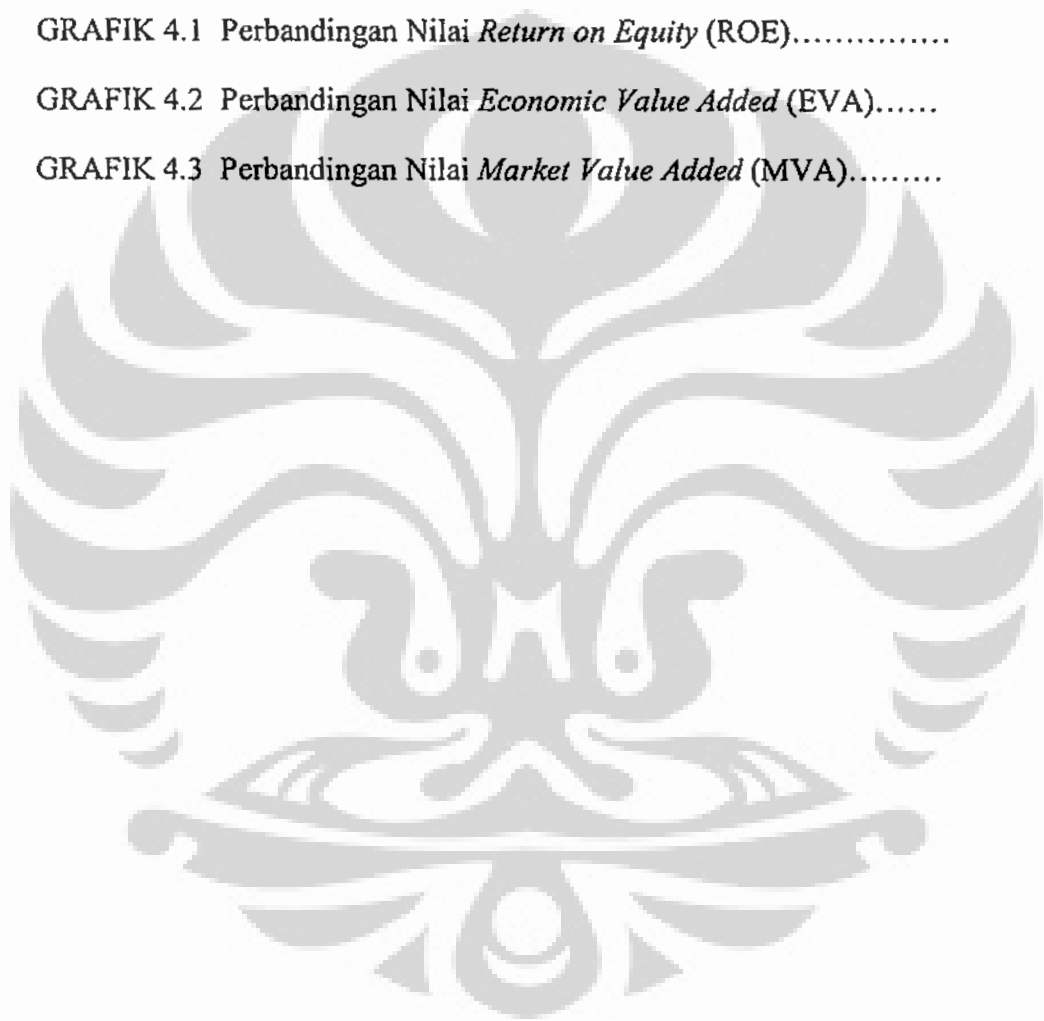 GRAFIK 4.1 Perbandingan Nilai Return on Equity (ROE)...............
GRAFIK 4.2 Perbandingan Nilai Economic Value Added (EVA)......
GRAFIK 4.3 Perbandingan Nilai Market Value Added (MVA).........